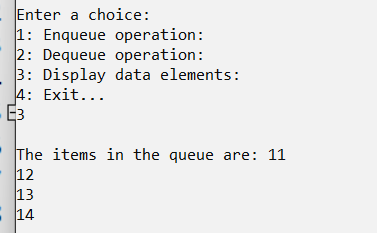 Enter a choice:
1: Enqueue operation:
2: Dequeue operation:
3: Display data elements:
4: Exit...
3
The items in the queue are: 11
12
13
14